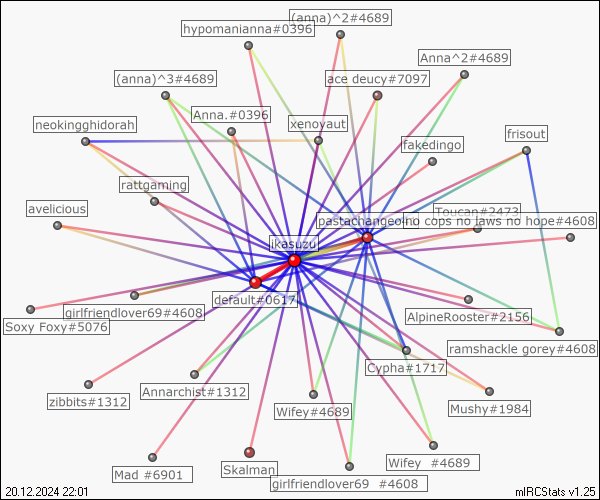 (anna)^2#4689
hypomanianna#0396
Anna^2#4689
(anna)^3#4689
ace deucy#7097
Anna.#0396
neokingghidorah
xenoyaut
frisout
fakedingo
rattgaming
avelicious
Toucan#2473
pastachangeolno cops no laws no hope#4608
ikasuzu
default#0617
girlfriendlover69#4608
AlpineRooster#2156
Soxy Foxy#5076
ramshackle gorey#4608
Cypha#1717
zibbits#1312
Annarchist#1312
Wifey#4689
Mushy#1984
Mad #6901
Skalman
Wifey #4689
girlfriendlover69 #4608
20.12.2024 22:01
mIRCStats v1.25